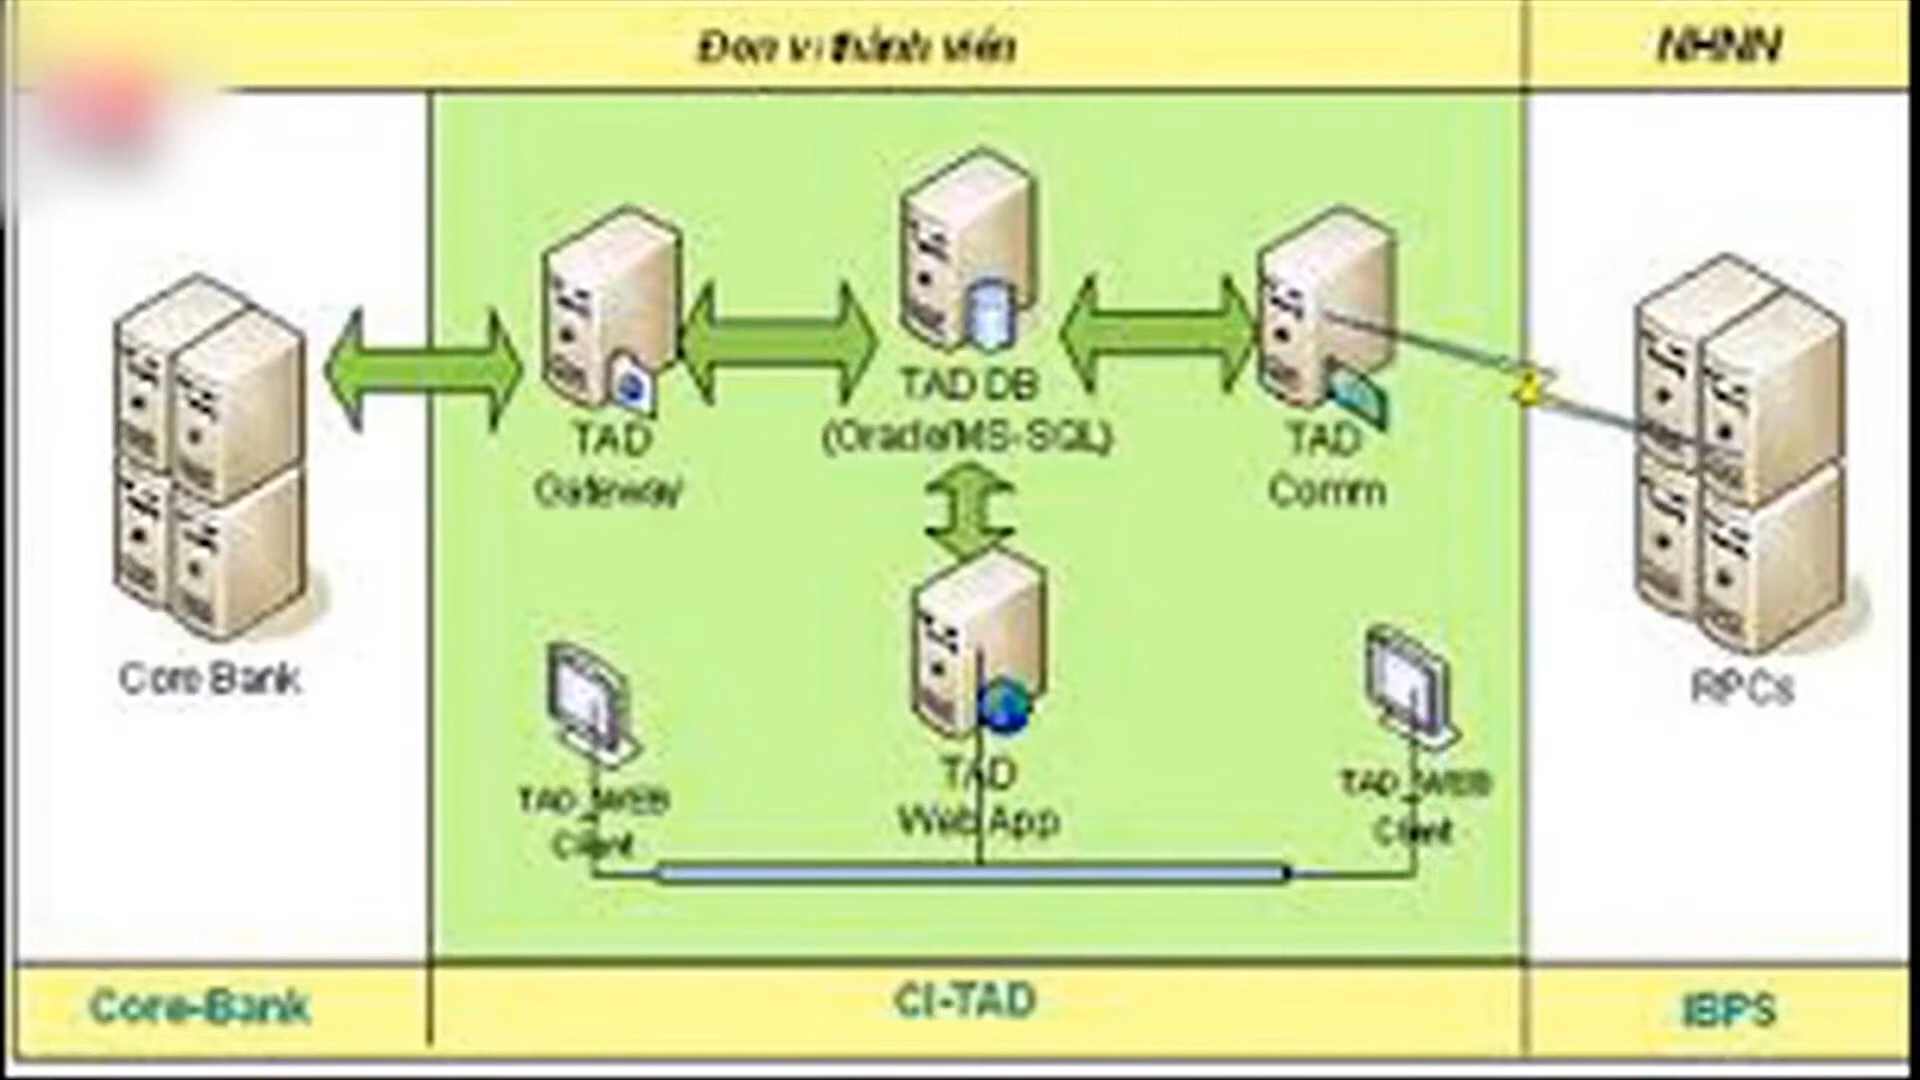 Đơn vị thành viên
NHNN
TAD DB
(Oracle/MS-SQL)
TAD
Gateway
TAD
Comm
Core Bank
RPCs
TAD
Web App
TAD_WEB
Client
TAD_WEB
Client
Core-Bank
CI-TAD
IBPS